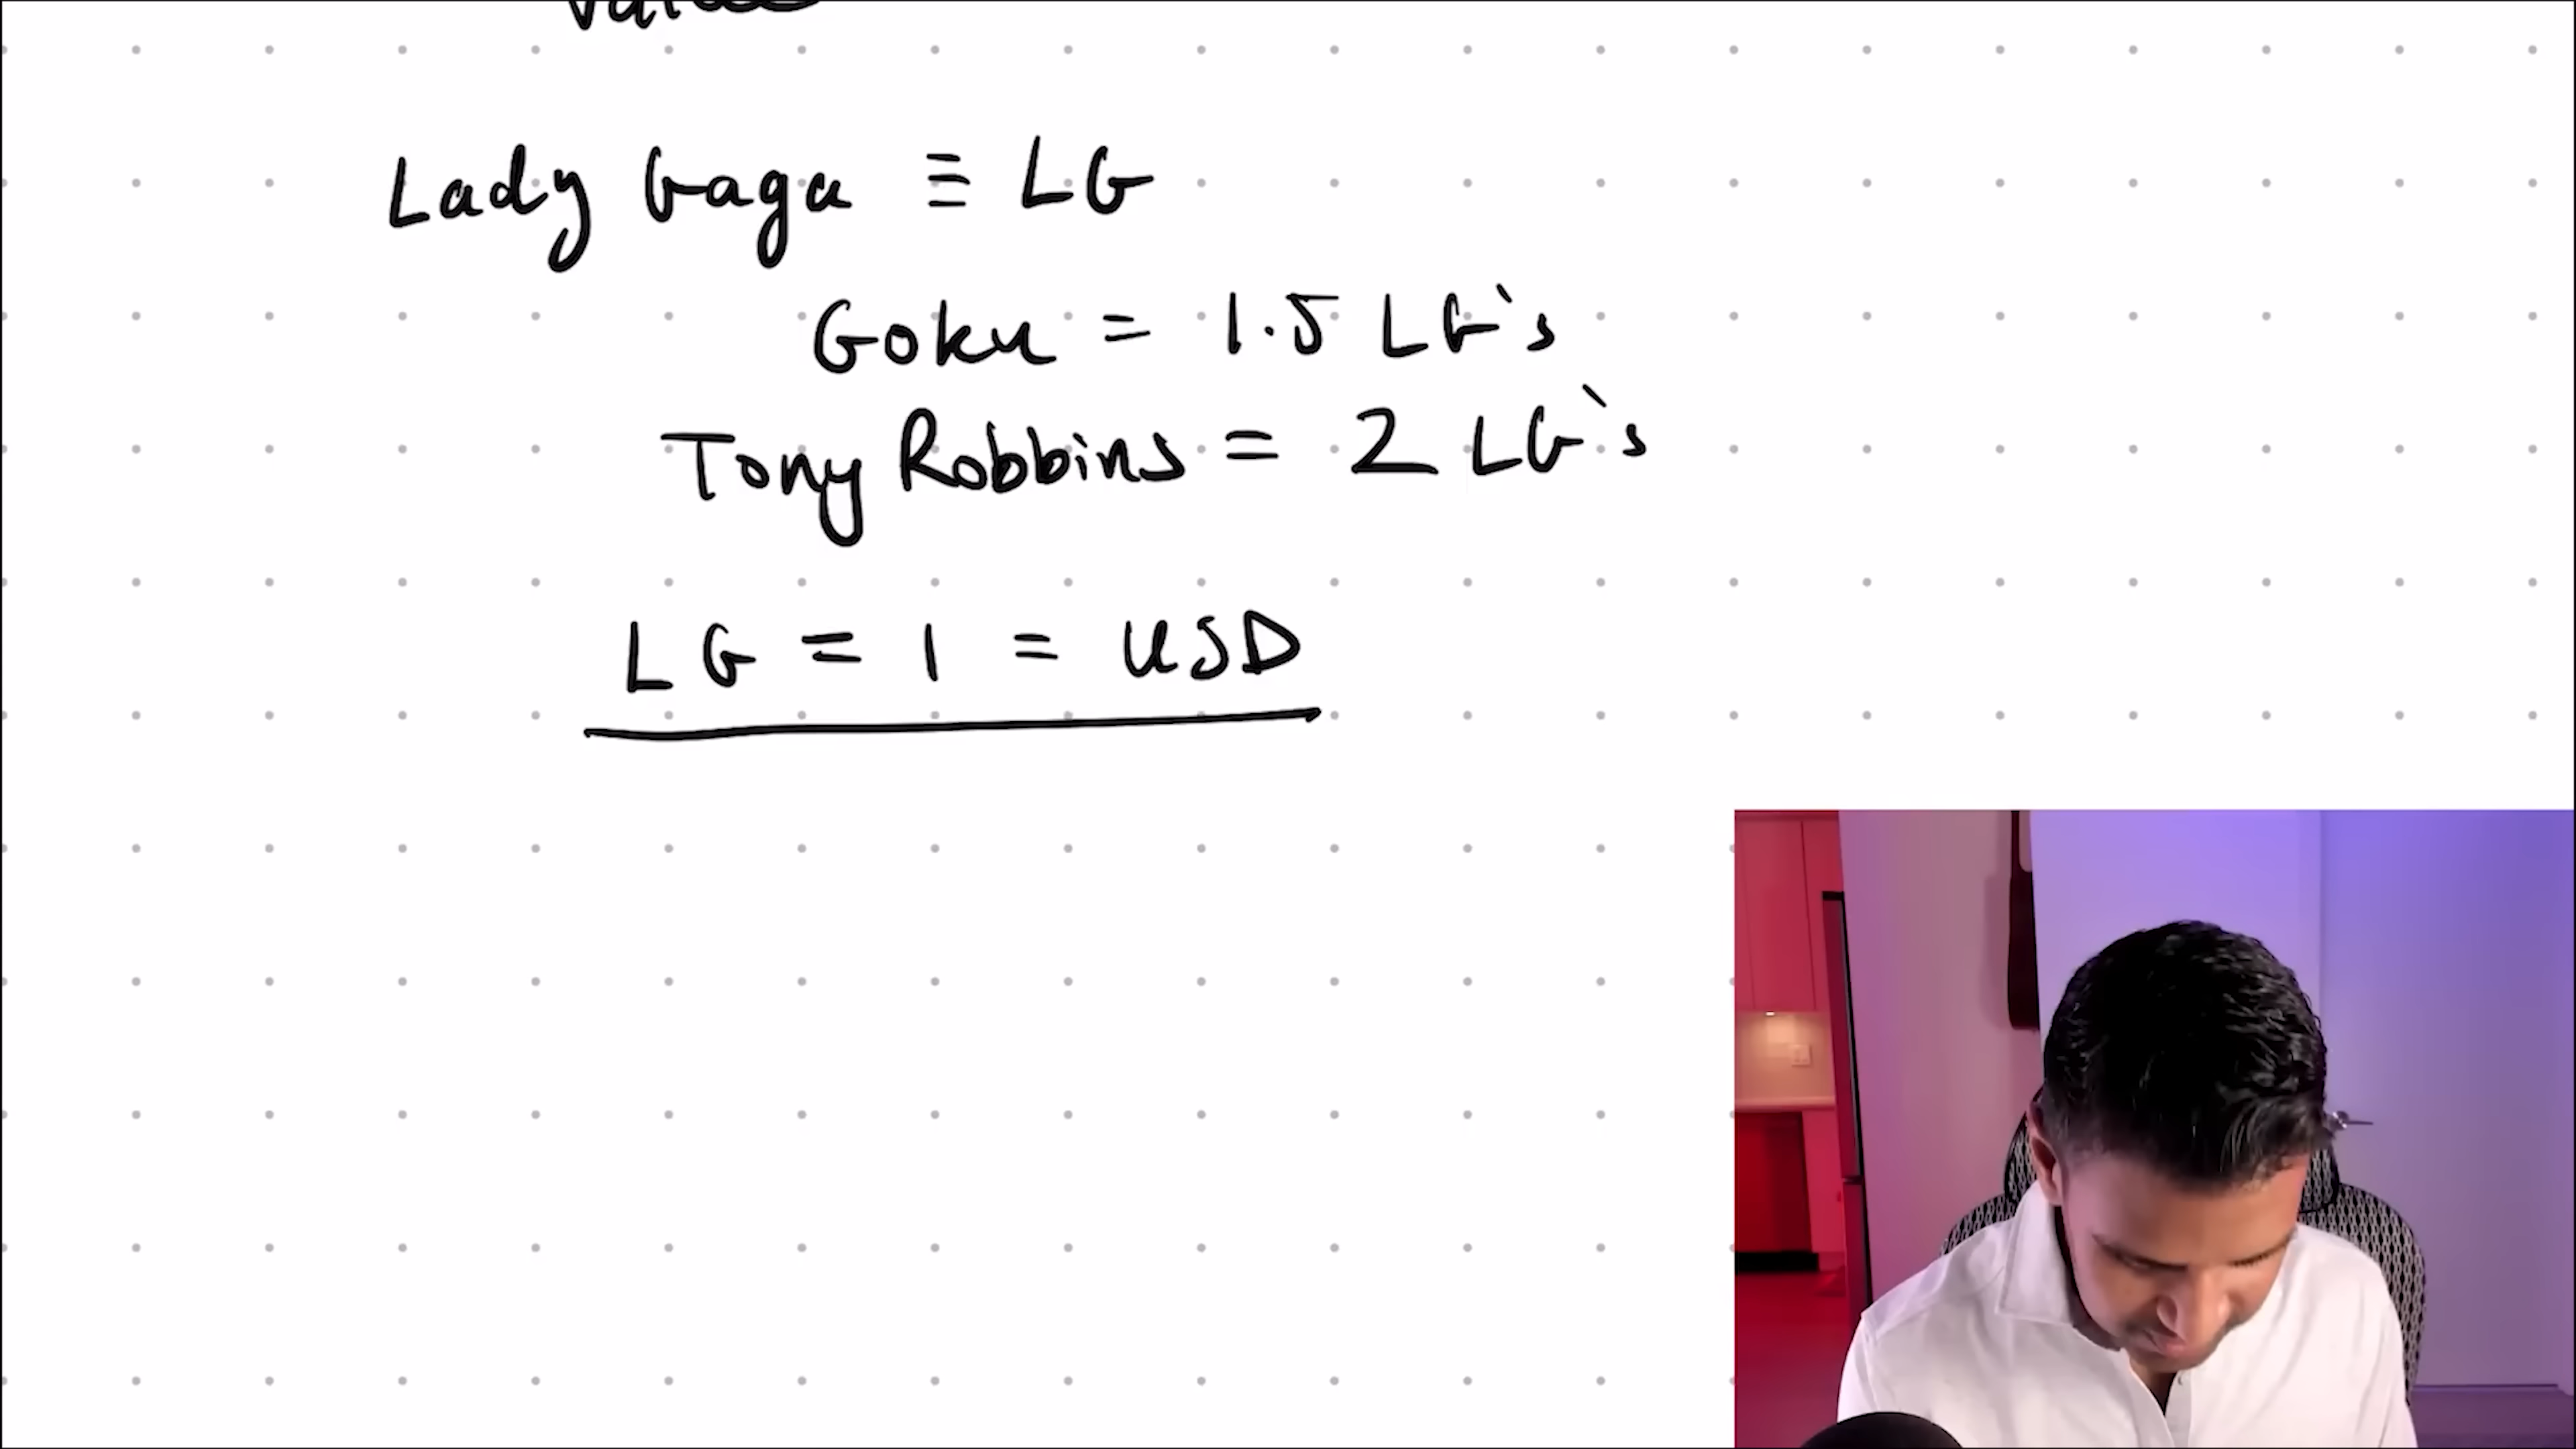 Lady Gaga ≡ LG
Goku = 1.5 LG's
Tony Robbins = 2 LG's
LG = 1 = USD